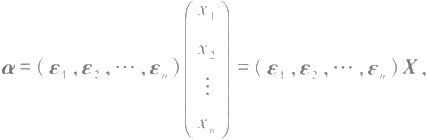 α = ( ε₁ , ε₂ , ⋯ , εₙ ) ( x₁ x₂ ⋮ xₙ ) = ( ε₁ , ε₂ , ⋯ , εₙ ) X ,